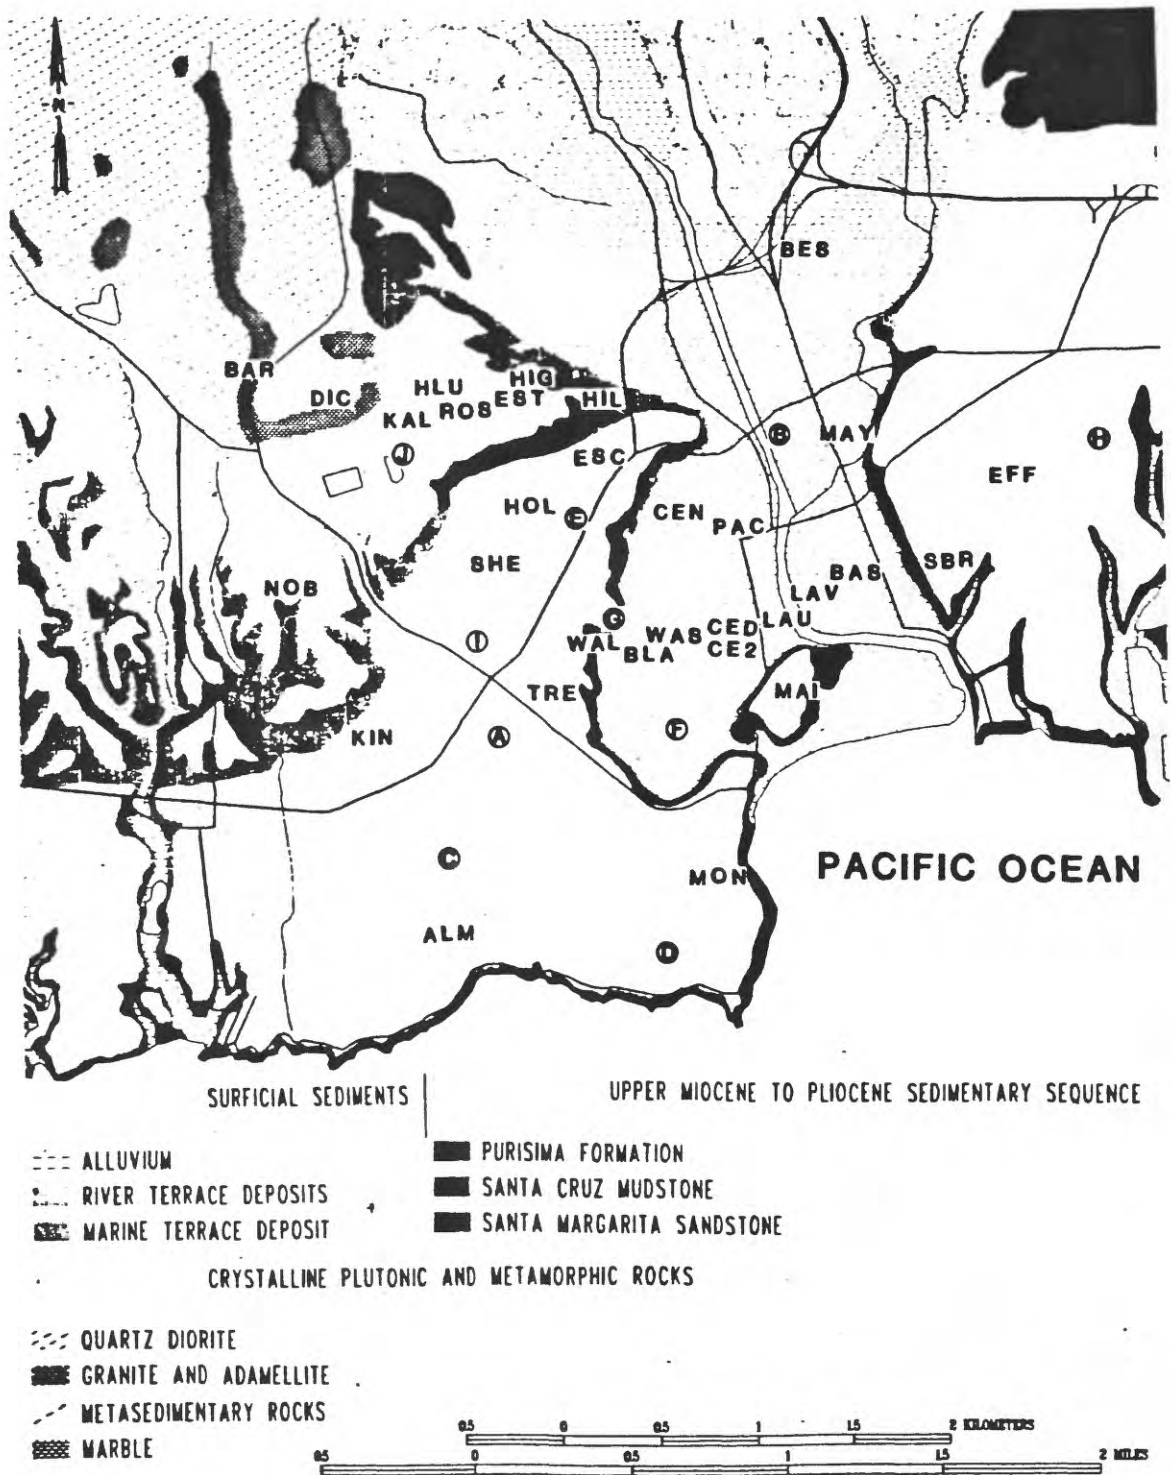 -N-
BES
BAR
DIC
HLU
HIG
KAL
ROS
EST
HIL
J
ESC
B
MAY
H
EFF
HOL
E
CEN
PAC
SHE
NOB
BAS
SBR
LAV
I
G
WAL
WAS
CED
LAU
BLA
CE2
TRE
MAI
KIN
A
F
C
MON
PACIFIC OCEAN
ALM
D
SURFICIAL SEDIMENTS
UPPER MIOCENE TO PLIOCENE SEDIMENTARY SEQUENCE
ALLUVIUM
PURISIMA FORMATION
RIVER TERRACE DEPOSITS
SANTA CRUZ MUDSTONE
MARINE TERRACE DEPOSIT
SANTA MARGARITA SANDSTONE
CRYSTALLINE PLUTONIC AND METAMORPHIC ROCKS
QUARTZ DIORITE
GRANITE AND ADAMELLITE
METASEDIMENTARY ROCKS
MARBLE
0.5 0 0.5 1 1.5 2 KILOMETERS
0.5 0 0.5 1 1.5 2 MILES